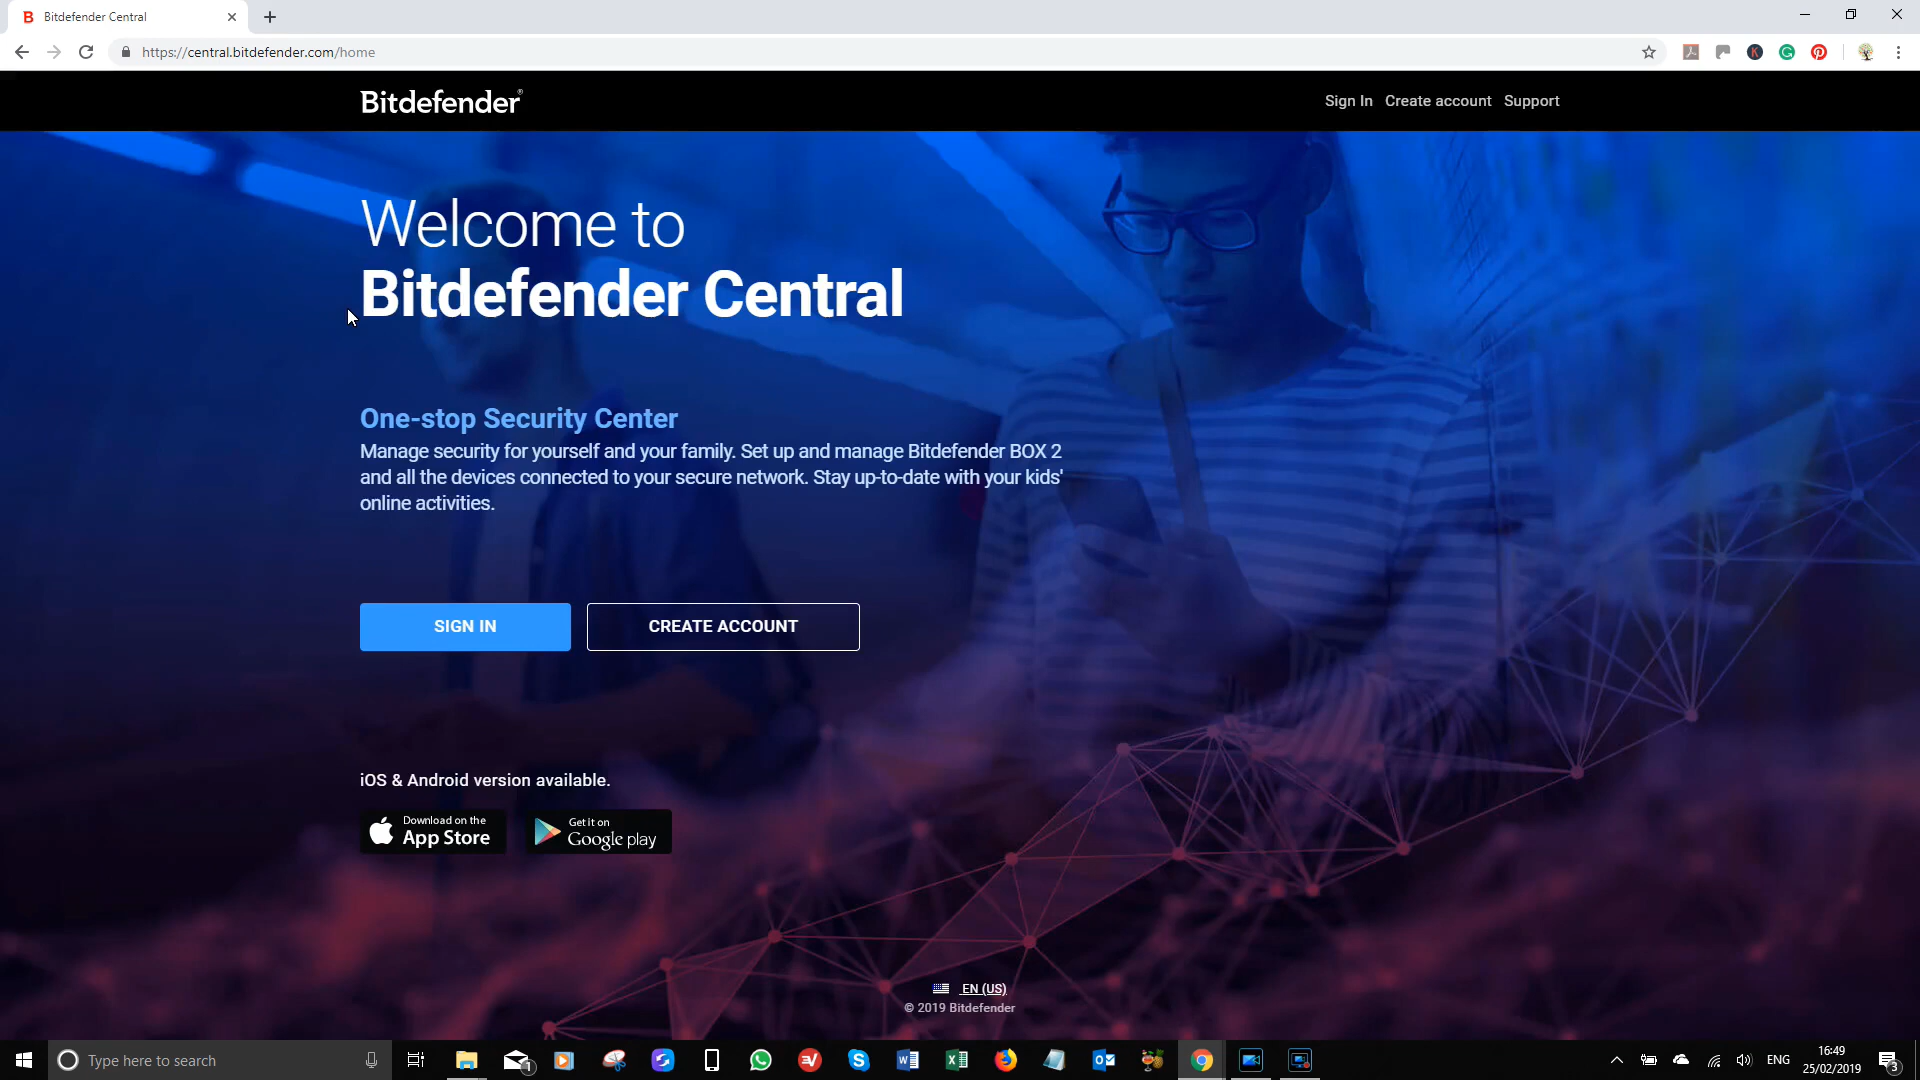 Bitdefender Central
https://central.bitdefender.com/home
Bitdefender®
Sign In Create account Support
Welcome to
Bitdefender Central
One-stop Security Center
Manage security for yourself and your family. Set up and manage Bitdefender BOX 2
and all the devices connected to your secure network. Stay up-to-date with your kids'
online activities.
SIGN IN
CREATE ACCOUNT
iOS & Android version available.
Download on the
App Store
Get it on
Google play
EN (US)
© 2019 Bitdefender
Type here to search
1
ENG
16:49
25/02/2019
3